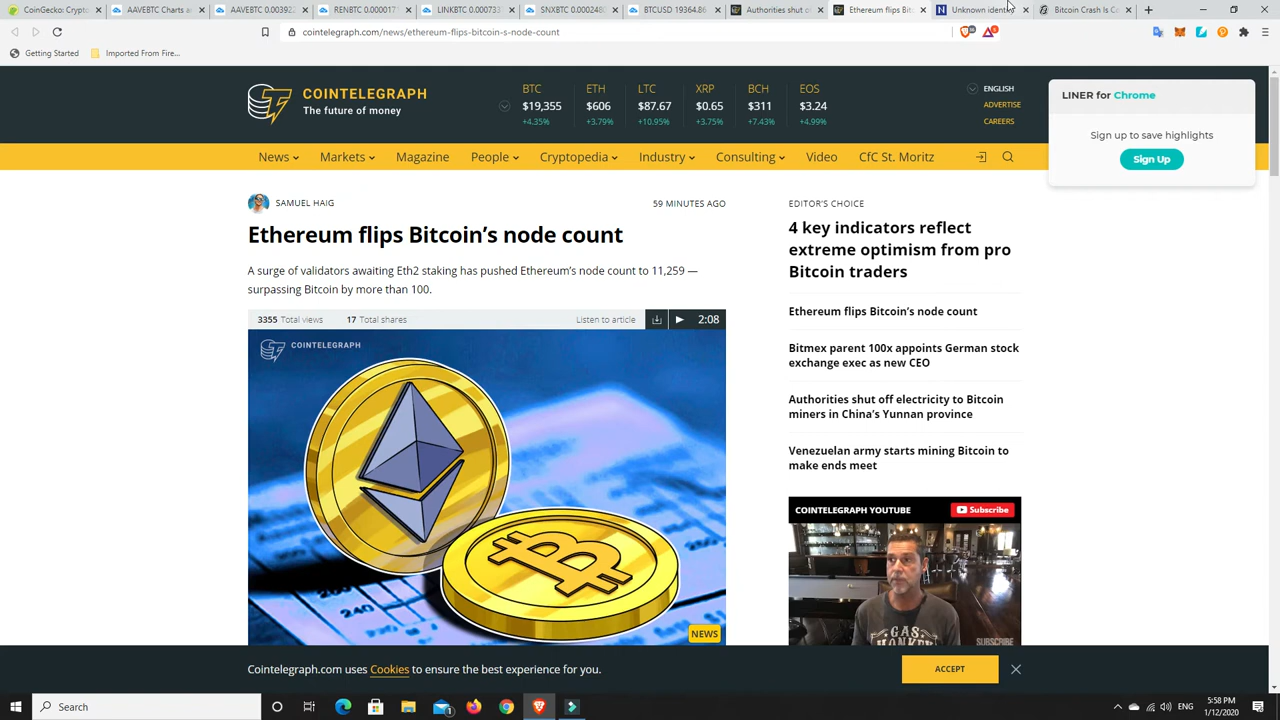 CoinGecko Crypto
AAVEBTC Charts an
AAVEBTC 0.003923
RENBTC 0.0000171
LINKBTC 0.000733
SNXBTC 0.0002480
BTCUSD 19364.86
Authorities shut o
Ethereum flips Bit
Unknown identi
Bitcoin Crash Is C
cointelegraph.com/news/ethereum-flips-bitcoin-s-node-count
Getting Started
Imported From Fire...
COINTELEGRAPH
The future of money
BTC
$19,355
+4.35%
ETH
$606
+3.79%
LTC
$87.67
+10.95%
XRP
$0.65
+3.75%
BCH
$311
+7.43%
EOS
$3.24
+4.99%
ENGLISH
ADVERTISE
CAREERS
LINER for Chrome
Sign up to save highlights
Sign Up
News
Markets
Magazine
People
Cryptopedia
Industry
Consulting
Video
CfC St. Moritz
SAMUEL HAIG
59 MINUTES AGO
Ethereum flips Bitcoin's node count
A surge of validators awaiting Eth2 staking has pushed Ethereum's node count to 11,259 —
surpassing Bitcoin by more than 100.
3355 Total views
17 Total shares
Listen to article
2:08
COINTELEGRAPH
NEWS
EDITOR'S CHOICE
4 key indicators reflect
extreme optimism from pro
Bitcoin traders
Ethereum flips Bitcoin's node count
Bitmex parent 100x appoints German stock
exchange exec as new CEO
Authorities shut off electricity to Bitcoin
miners in China's Yunnan province
Venezuelan army starts mining Bitcoin to
make ends meet
COINTELEGRAPH YOUTUBE
Subscribe
GAS
MONKEY
SUBSCRIBE
Cointelegraph.com uses Cookies to ensure the best experience for you.
ACCEPT
Search
ENG
5:58 PM
1/12/2020